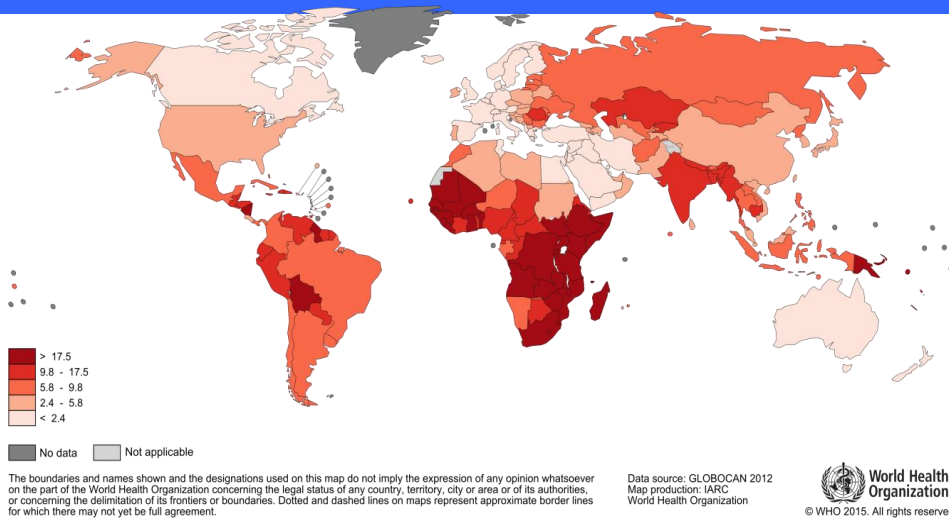 > 17.5
9.8 - 17.5
5.8 - 9.8
2.4 - 5.8
< 2.4
No data
Not applicable
The boundaries and names shown and the designations used on this map do not imply the expression of any opinion whatsoever
on the part of the World Health Organization concerning the legal status of any country, territory, city or area or of its authorities,
or concerning the delimitation of its frontiers or boundaries. Dotted and dashed lines on maps represent approximate border lines
for which there may not yet be full agreement.
Data source: GLOBOCAN 2012
Map production: IARC
World Health Organization
World Health
Organization
© WHO 2015. All rights reserve